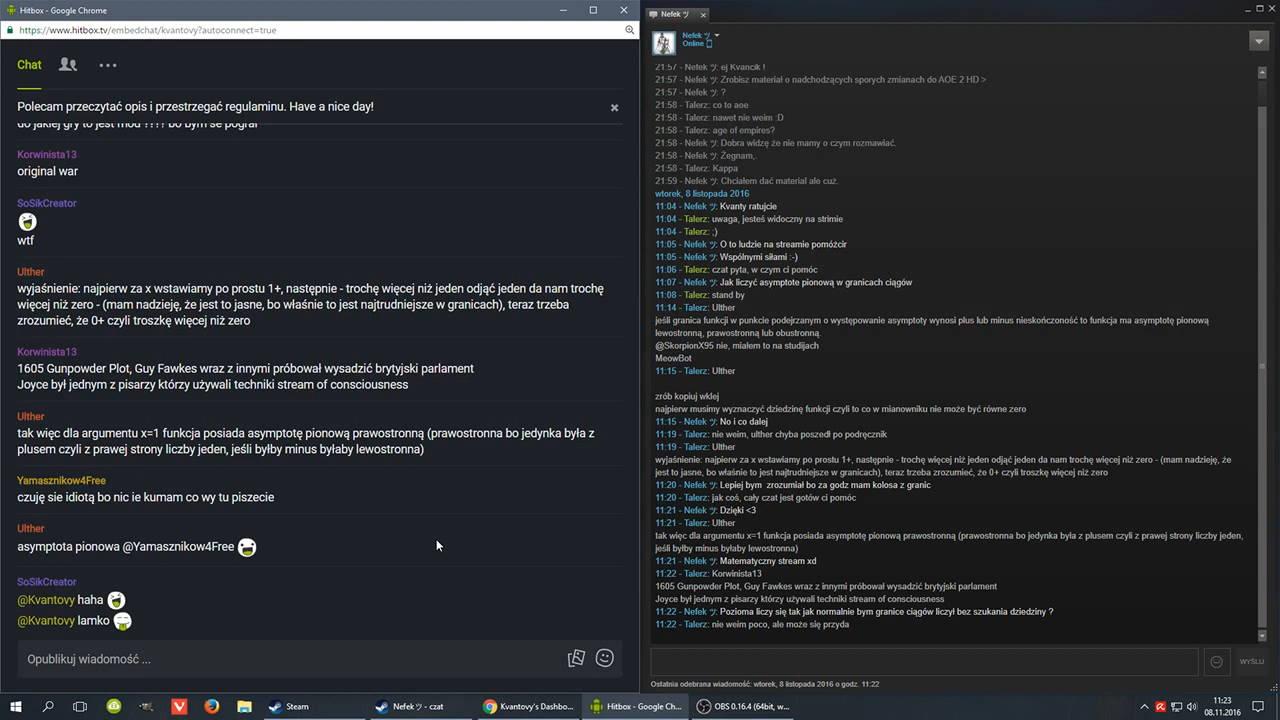 Hitbox - Google Chrome
https://www.hitbox.tv/embedchat/kvantovy?autoconnect=true
Chat
Polecam przeczytać opis i przestrzegać regulaminu. Have a nice day!
do jakiej gry to jest mod ???? bo bym se pograł
Korwinista13
original war
SoSikCreator
wtf
Ulther
wyjaśnienie: najpierw za x wstawiamy po prostu 1+, następnie - trochę więcej niż jeden odjąć jeden da nam trochę
więcej niż zero - (mam nadzieję, że jest to jasne, bo właśnie to jest najtrudniejsze w granicach), teraz trzeba
zrozumieć, że 0+ czyli troszkę więcej niż zero
Korwinista13
1605 Gunpowder Plot, Guy Fawkes wraz z innymi próbował wysadzić brytyjski parlament
Joyce był jednym z pisarzy którzy używali techniki stream of consciousness
Ulther
tak więc dla argumentu x=1 funkcja posiada asymptotę pionową prawostronną (prawostronna bo jedynka była z
plusem czyli z prawej strony liczby jeden, jeśli byłby minus byłaby lewostronna)
Yamasznikow4Free
czuję sie idiotą bo nic ie kumam co wy tu piszecie
Ulther
asymptota pionowa @Yamasznikow4Free
SoSikCreator
@Kvantovy haha
@Kvantovy lamko
Opublikuj wiadomość ...
Nefek ツ
Nefek ツ
Online
21:57 - Nefek ツ: ej Kvancik !
21:57 - Nefek ツ: Zrobisz materiał o nadchodzących sporych zmianach do AOE 2 HD >
21:57 - Nefek ツ: ?
21:58 - Talerz: co to aoe
21:58 - Talerz: nawet nie weim :D
21:58 - Talerz: age of empires?
21:58 - Nefek ツ: Dobra widzę że nie mamy o czym rozmawiać.
21:58 - Nefek ツ: Żegnam,.
21:58 - Talerz: Kappa
21:59 - Nefek ツ: Chciałem dać materiał ale cuż.
wtorek, 8 listopada 2016
11:04 - Nefek ツ: Kvanty ratujcie
11:04 - Talerz: uwaga, jesteś widoczny na strimie
11:04 - Talerz: ;)
11:05 - Nefek ツ: O to ludzie na streamie pomóżcir
11:05 - Nefek ツ: Wspólnymi siłami :-)
11:06 - Talerz: czat pyta, w czym ci pomóc
11:07 - Nefek ツ: Jak liczyć asymptote pionową w granicach ciągów
11:08 - Talerz: stand by
11:14 - Talerz: Ulther
jeśli granica funkcji w punkcie podejrzanym o występowanie asymptoty wynosi plus lub minus nieskończoność to funkcja ma asymptotę pionową
lewostronną, prawostronną lub obustronną.
@SkorpionX95 nie, miałem to na studijach
MeowBot
11:15 - Talerz: Ulther
zrób kopiuj wklej
najpierw musimy wyznaczyć dziedzinę funkcji czyli to co w mianowniku nie może być równe zero
11:15 - Nefek ツ: No i co dalej
11:19 - Talerz: nie weim, ulther chyba poszedł po podręcznik
11:19 - Talerz: Ulther
wyjaśnienie: najpierw za x wstawiamy po prostu 1+, następnie - trochę więcej niż jeden odjąć jeden da nam trochę więcej niż zero - (mam nadzieję, że
jest to jasne, bo właśnie to jest najtrudniejsze w granicach), teraz trzeba zrozumieć, że 0+ czyli troszkę więcej niż zero
11:20 - Nefek ツ: Lepiej bym zrozumiał bo za godz mam kolosa z granic
11:20 - Talerz: jak coś, cały czat jest gotów ci pomóc
11:21 - Nefek ツ: Dzięki <3
11:21 - Talerz: Ulther
tak więc dla argumentu x=1 funkcja posiada asymptotę pionową prawostronną (prawostronna bo jedynka była z plusem czyli z prawej strony liczby jeden,
jeśli byłby minus byłaby lewostronna)
11:21 - Nefek ツ: Matematyczny stream xd
11:22 - Talerz: Korwinista13
1605 Gunpowder Plot, Guy Fawkes wraz z innymi próbował wysadzić brytyjski parlament
Joyce był jednym z pisarzy którzy używali techniki stream of consciousness
11:22 - Nefek ツ: Pozioma liczy się tak jak normalnie bym granice ciągów liczył bez szukania dziedziny ?
11:22 - Talerz: nie weim poco, ale może się przyda
WYŚLIJ
Ostatnia odebrana wiadomość: wtorek, 8 listopada 2016 o godz. 11:22
Steam
Nefek ツ - czat
Kvantovy's Dashbo...
Hitbox - Google Ch...
OBS 0.16.4 (64bit, w...
11:23
08.11.2016